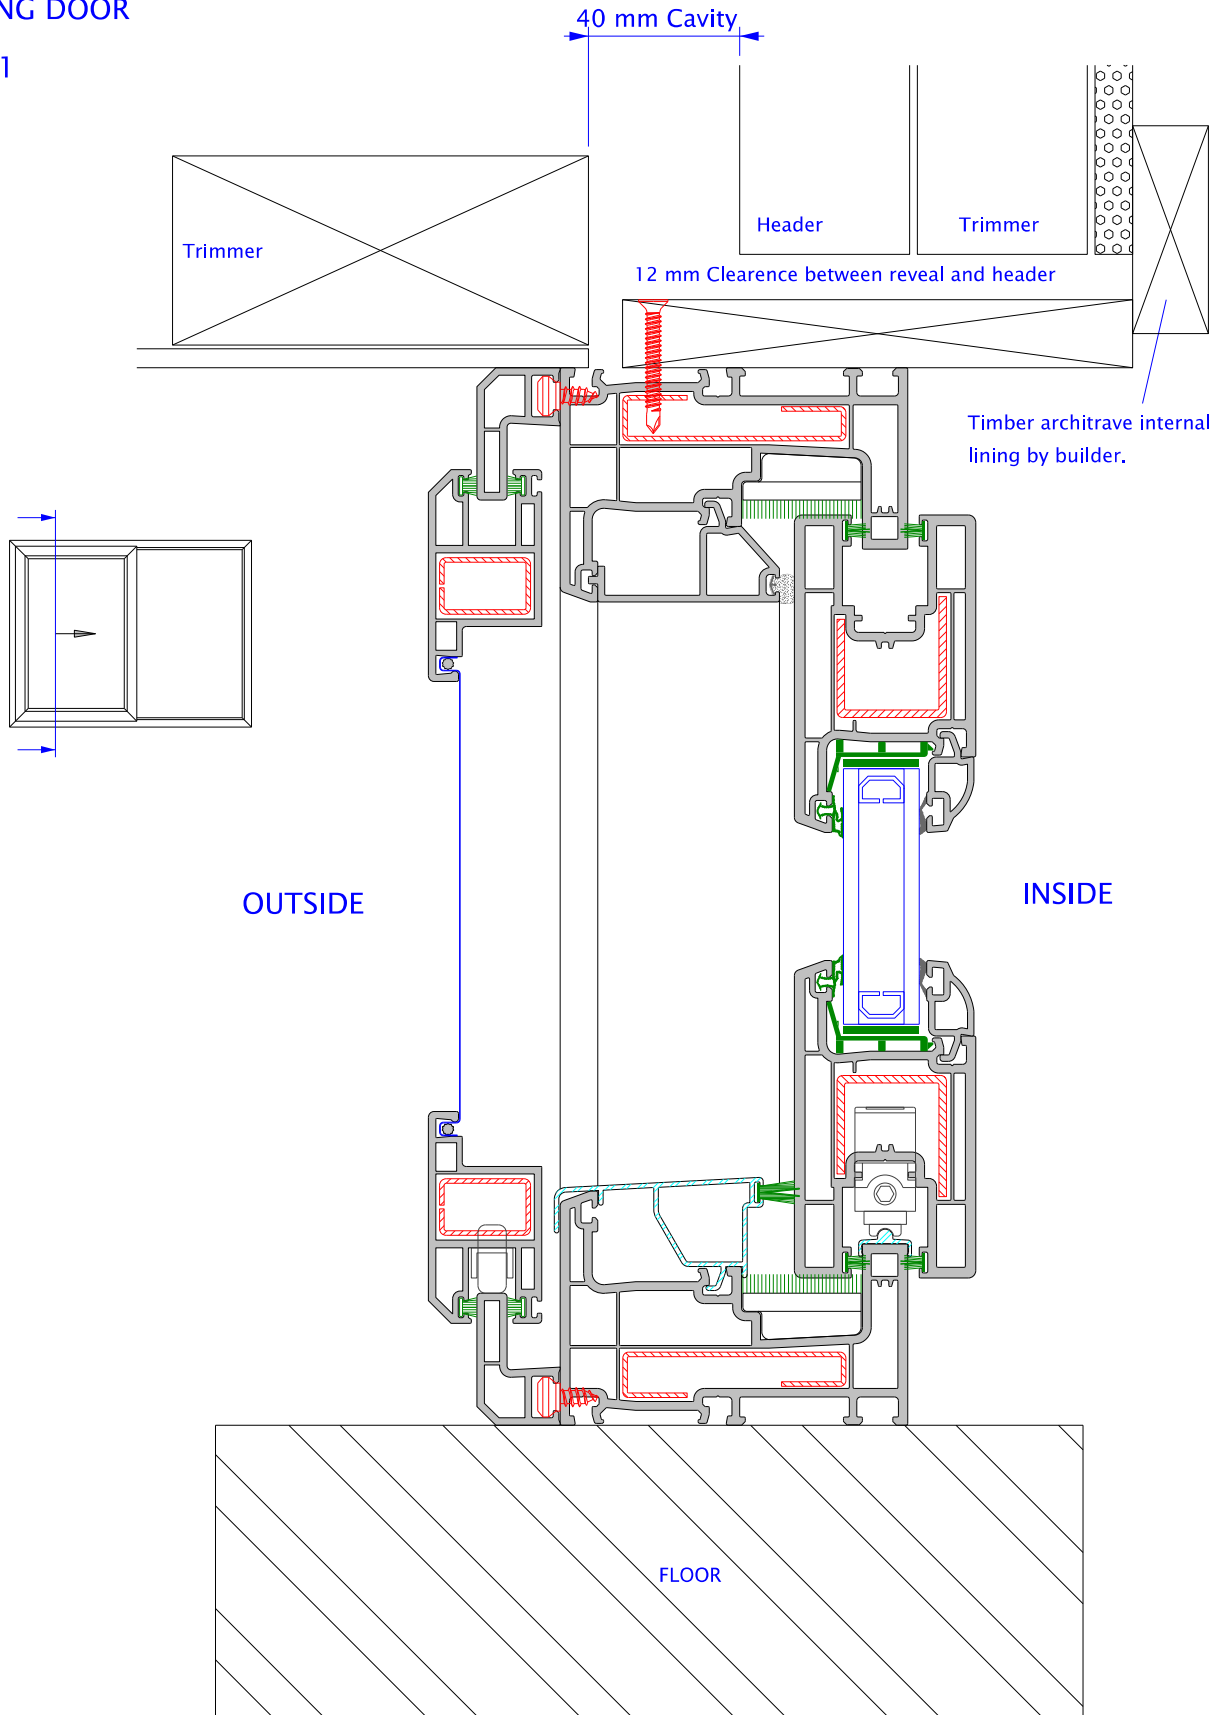 NG DOOR
1
40 mm Cavity
Header
Trimmer
Trimmer
12 mm Clearence between reveal and header
Timber architrave internal
lining by builder.
OUTSIDE
INSIDE
FLOOR